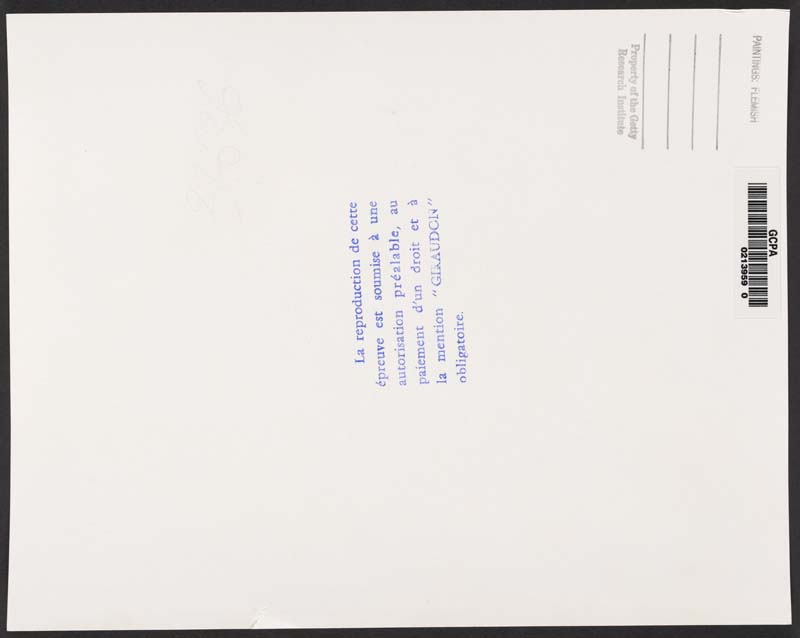 PAINTINGS: FLEMISH
Property of the Getty
Research Institute
GCPA
0213959 0
La reproduction de cette
épreuve est soumise à une
autorisation préalable, au
paiement d'un droit et à
la mention "GIRAUDON"
obligatoire.